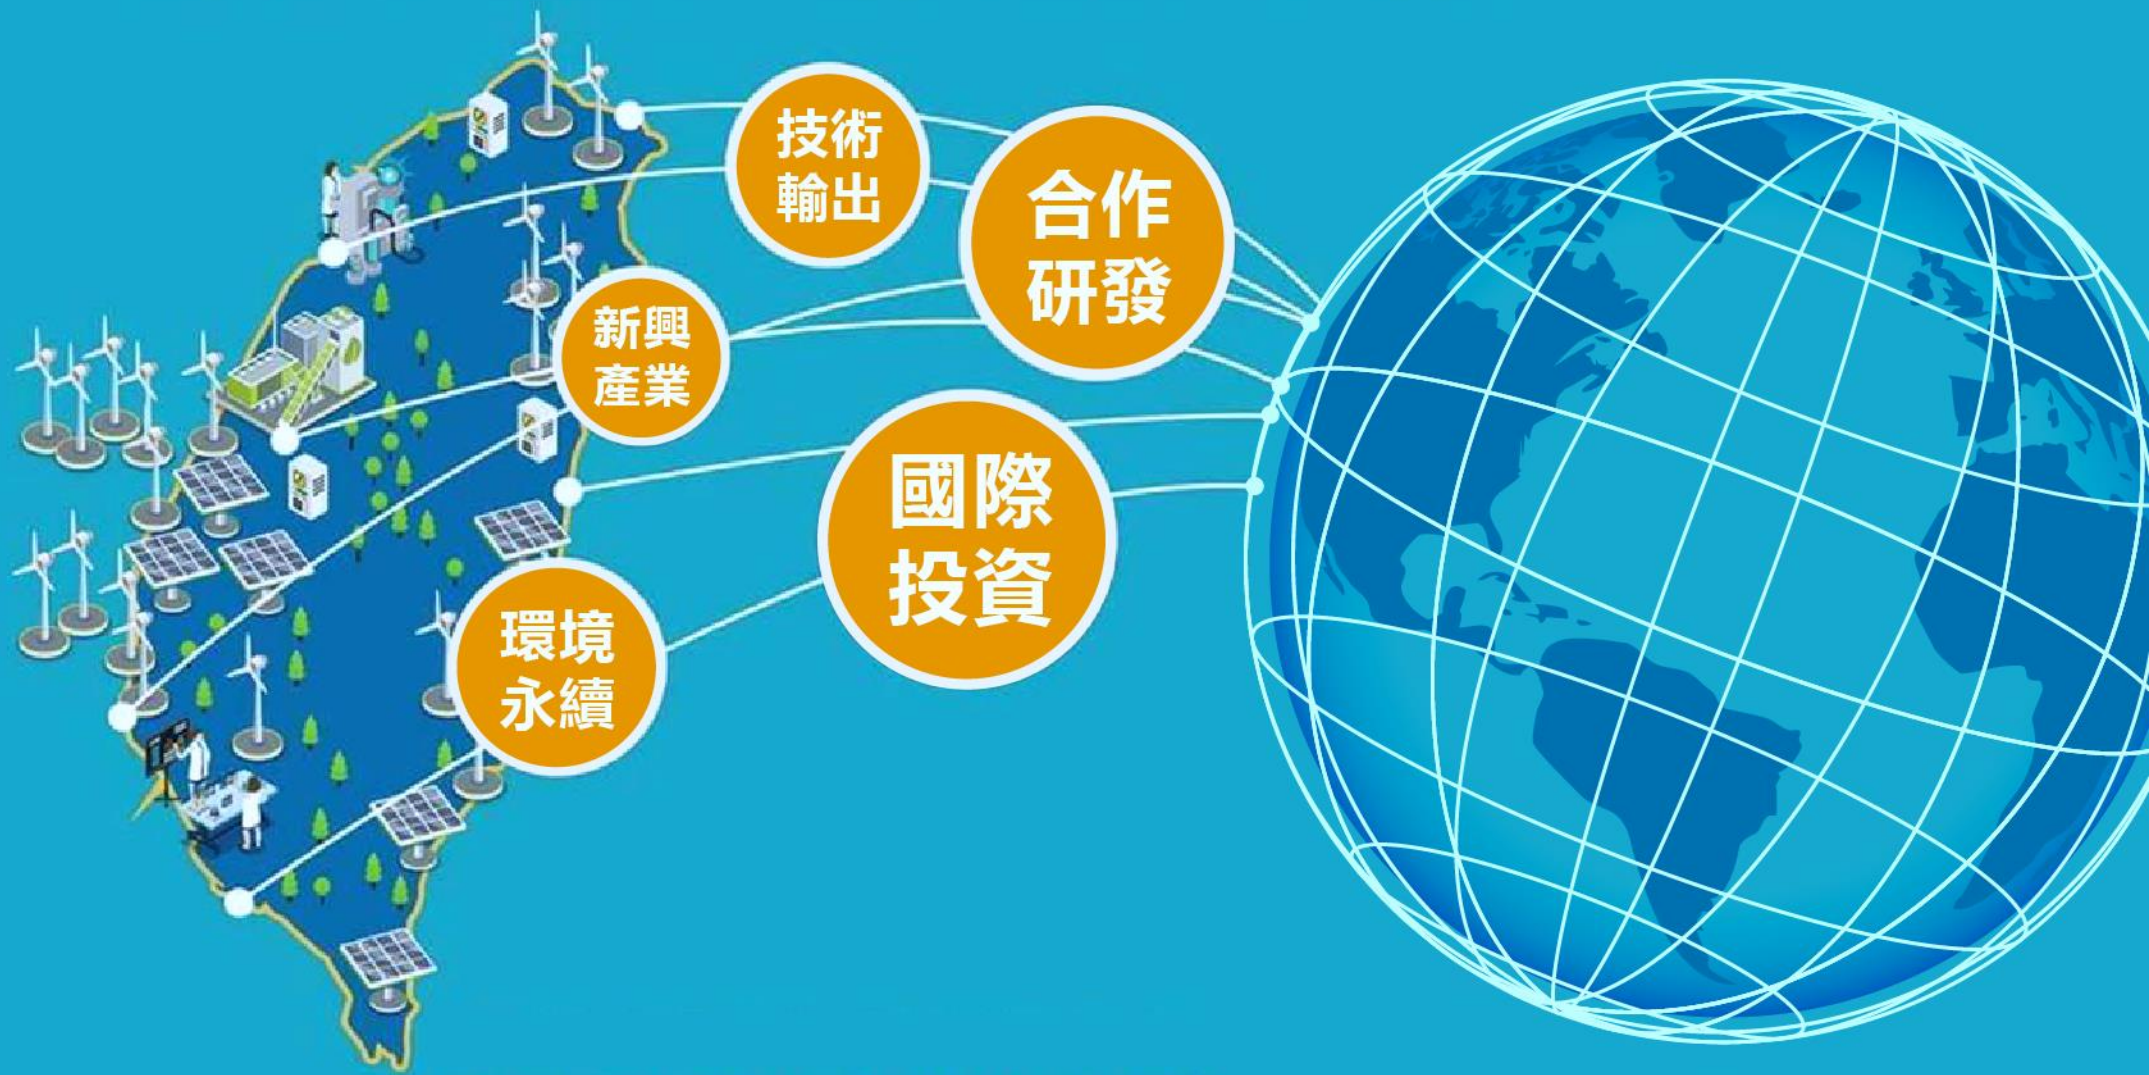 技術
輸出
合作
研發
新興
產業
國際
投資
環境
永續